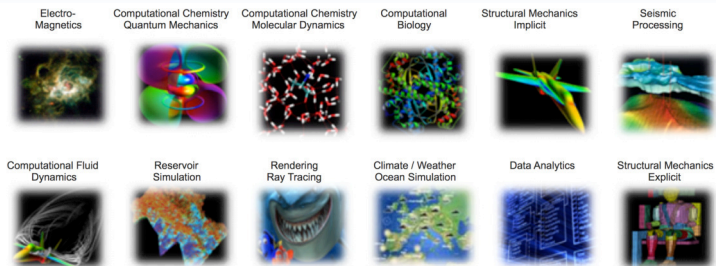 Electro-
Magnetics
Computational Chemistry
Quantum Mechanics
Computational Chemistry
Molecular Dynamics
Computational
Biology
Structural Mechanics
Implicit
Seismic
Processing
Computational Fluid
Dynamics
Reservoir
Simulation
Rendering
Ray Tracing
Climate / Weather
Ocean Simulation
Data Analytics
Structural Mechanics
Explicit